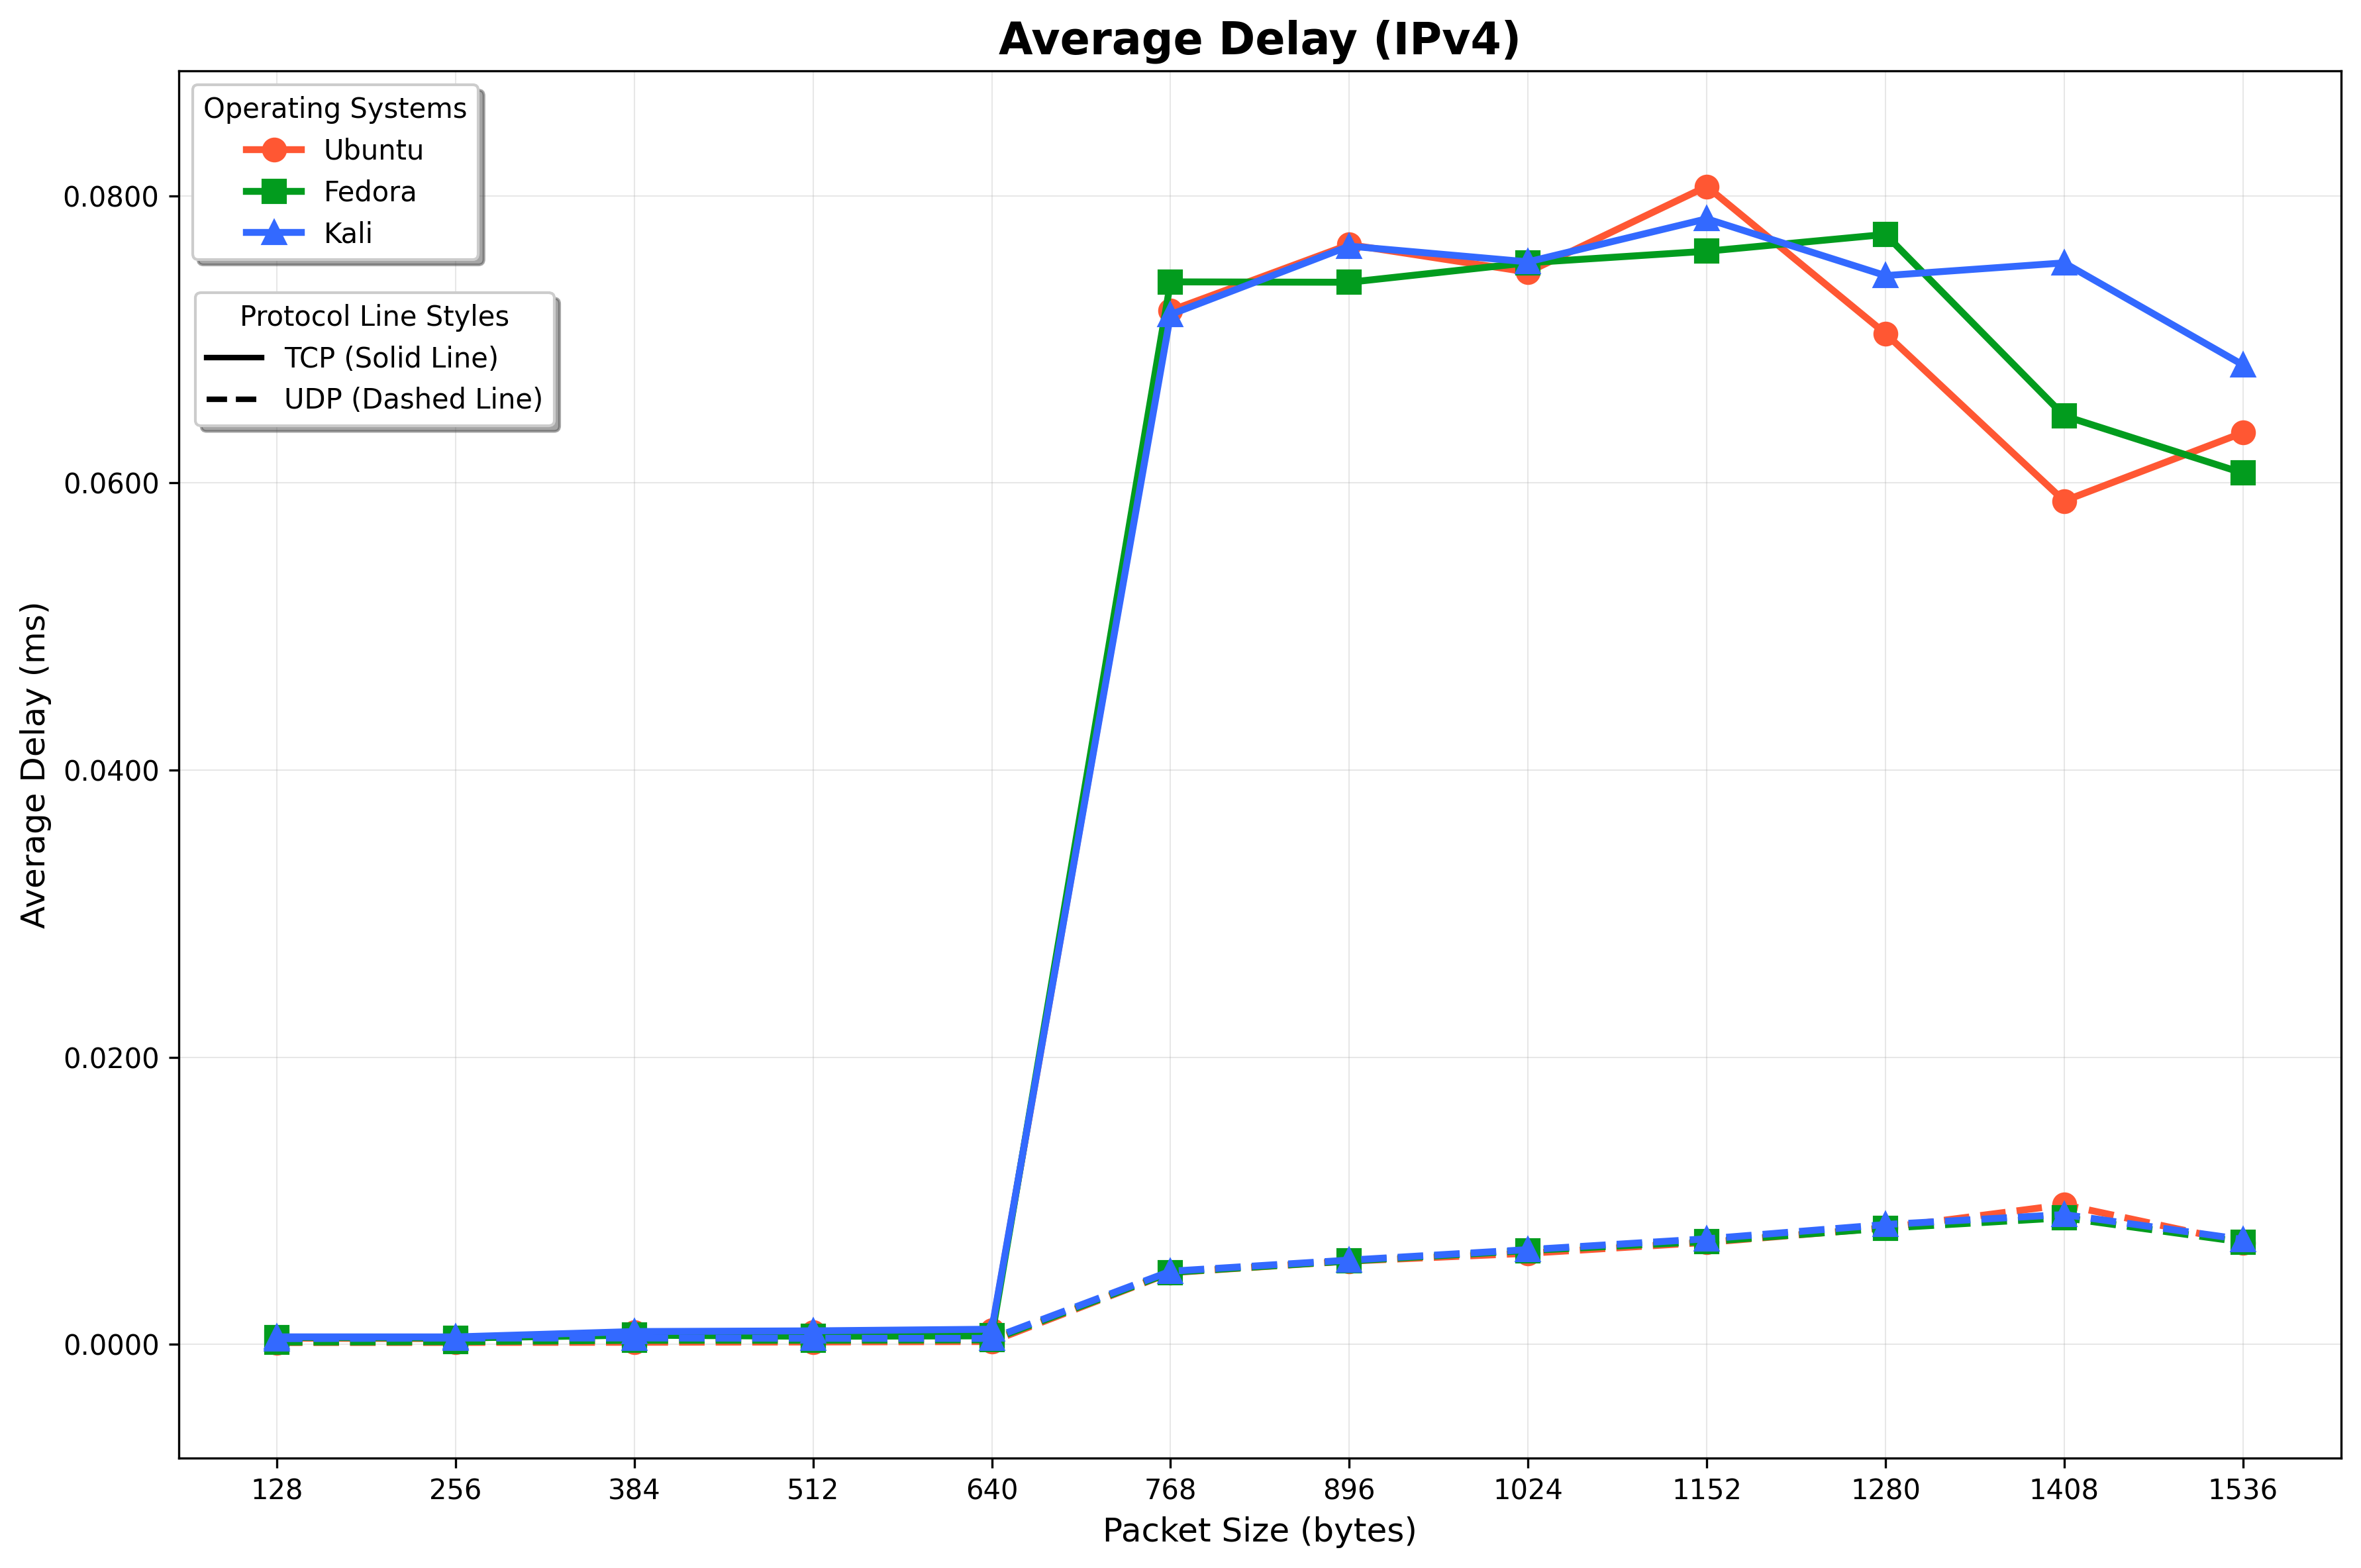 Average Delay (IPv4)
Operating Systems
Ubuntu
Fedora
Kali
Protocol Line Styles
TCP (Solid Line)
UDP (Dashed Line)
Average Delay (ms)
0.0800
0.0600
0.0400
0.0200
0.0000
128 256 384 512 640 768 896 1024 1152 1280 1408 1536
Packet Size (bytes)